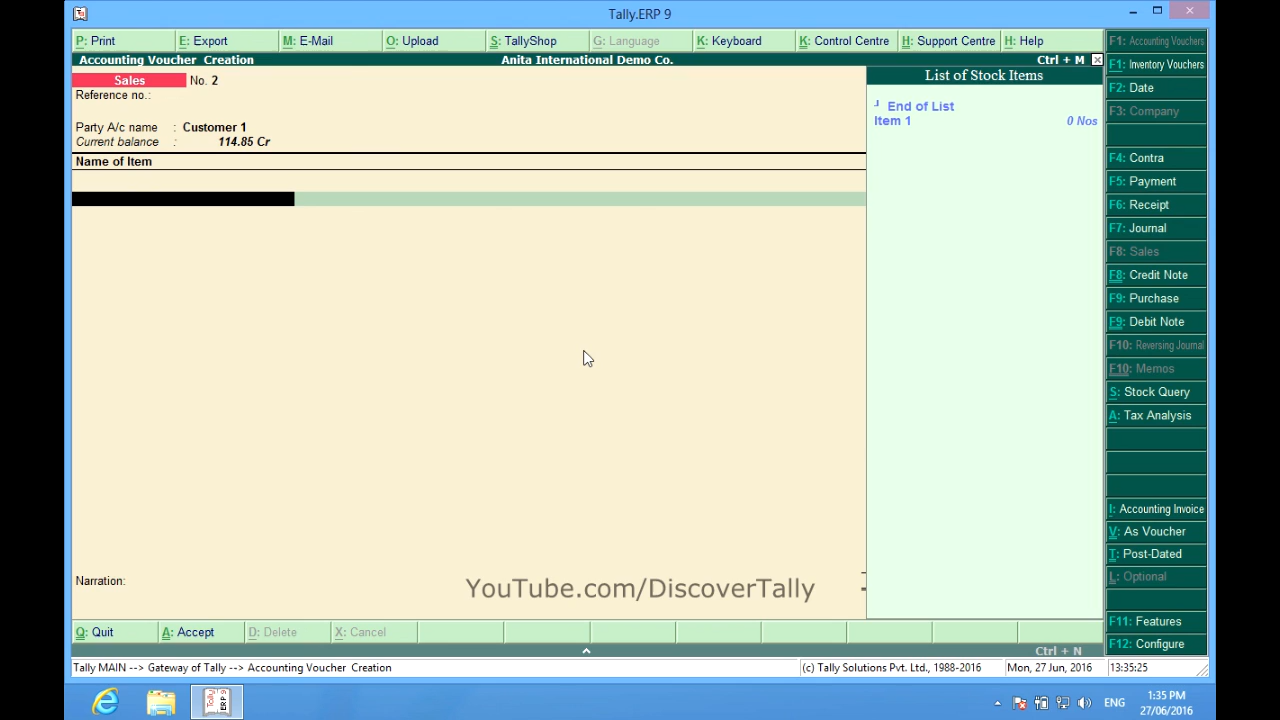 Tally.ERP 9
P: Print E: Export M: E-Mail O: Upload S: TallyShop G: Language K: Keyboard K: Control Centre H: Support Centre H: Help
Accounting Voucher Creation Anita International Demo Co. Ctrl + M
Sales No. 2
Reference no.:
Party A/c name : Customer 1
Current balance : 114.85 Cr
Name of Item
List of Stock Items
End of List
Item 1 0 Nos
Narration:
YouTube.com/DiscoverTally
F1: Accounting Vouchers
F1: Inventory Vouchers
F2: Date
F3: Company
F4: Contra
F5: Payment
F6: Receipt
F7: Journal
F8: Sales
F8: Credit Note
F9: Purchase
F9: Debit Note
F10: Reversing Journal
F10: Memos
S: Stock Query
A: Tax Analysis
I: Accounting Invoice
V: As Voucher
T: Post-Dated
L: Optional
F11: Features
F12: Configure
Q: Quit A: Accept D: Delete X: Cancel
Ctrl + N
Tally MAIN --> Gateway of Tally --> Accounting Voucher Creation (c) Tally Solutions Pvt. Ltd., 1988-2016 Mon, 27 Jun, 2016 13:35:25
Tally ERP 9
ENG
1:35 PM
27/06/2016